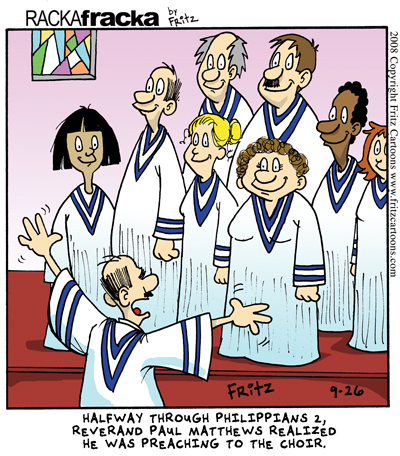 RACKAfracka by Fritz
2008 Copyright Fritz Cartoons www.fritzcartoons.com
FRITZ 9-26
HALFWAY THROUGH PHILIPPIANS 2,
REVERAND PAUL MATTHEWS REALIZED
HE WAS PREACHING TO THE CHOIR.